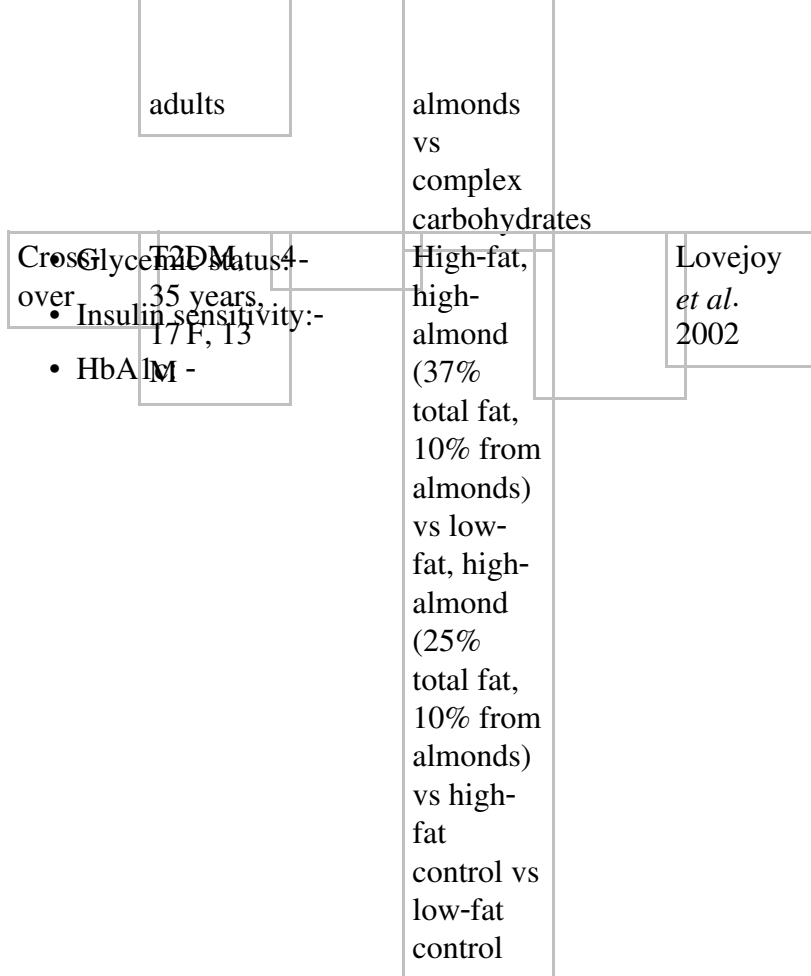 adults
almonds
vs
complex
carbohydrates
Cross-
over
• Glycemic status:-
• Insulin sensitivity:-
• HbA1c: -
T2DM,
35 years,
17 F, 13
M
4
High-fat,
high-
almond
(37%
total fat,
10% from
almonds)
vs low-
fat, high-
almond
(25%
total fat,
10% from
almonds)
vs high-
fat
control vs
low-fat
control
Lovejoy
et al.
2002